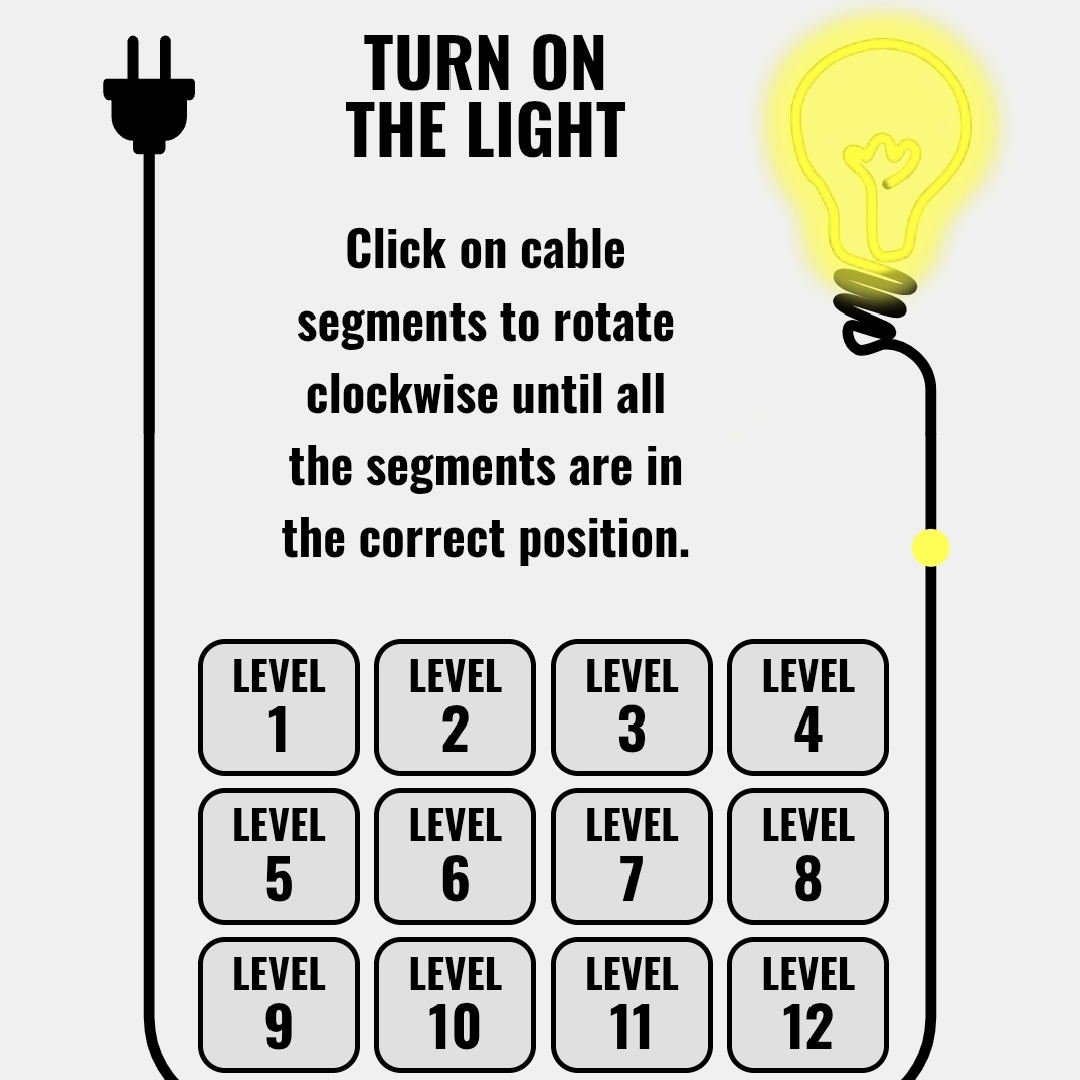 TURN ON
THE LIGHT
Click on cable
segments to rotate
clockwise until all
the segments are in
the correct position.
LEVEL
1
LEVEL
2
LEVEL
3
LEVEL
4
LEVEL
5
LEVEL
6
LEVEL
7
LEVEL
8
LEVEL
9
LEVEL
10
LEVEL
11
LEVEL
12